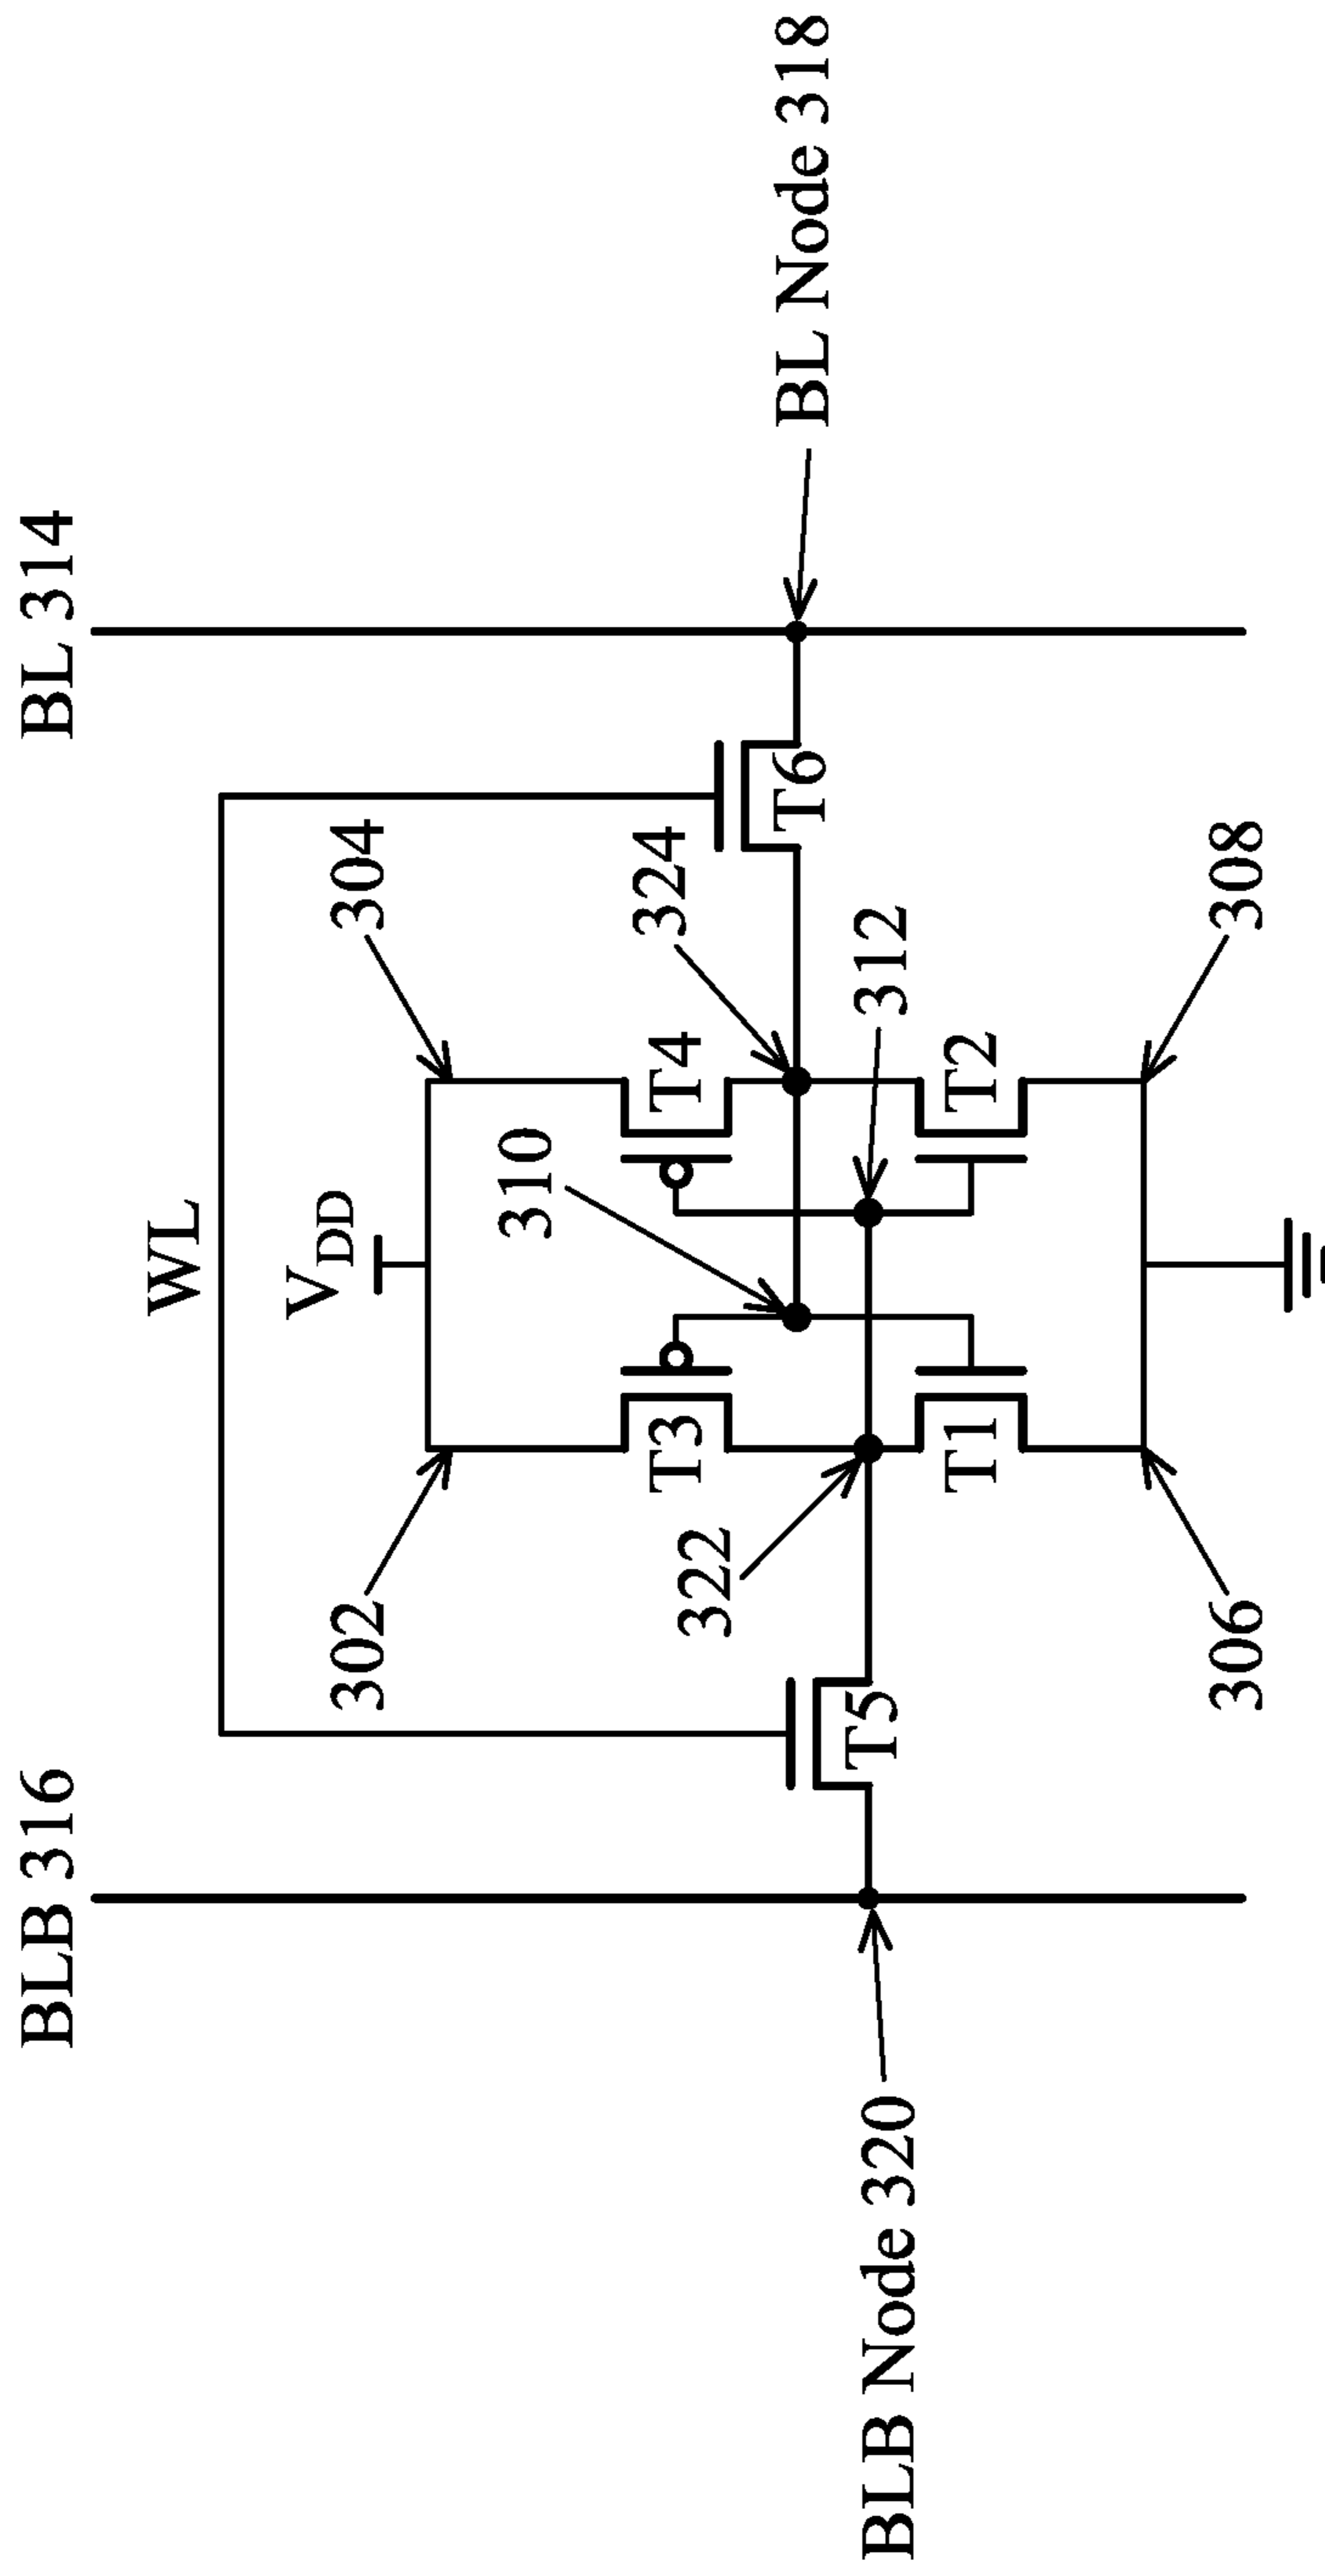 BLB 316
BL 314
WL
V_DD
302
304
310
324
T3
T4
T6
322
312
T5
T1
T2
BLB Node 320
BL Node 318
306
308